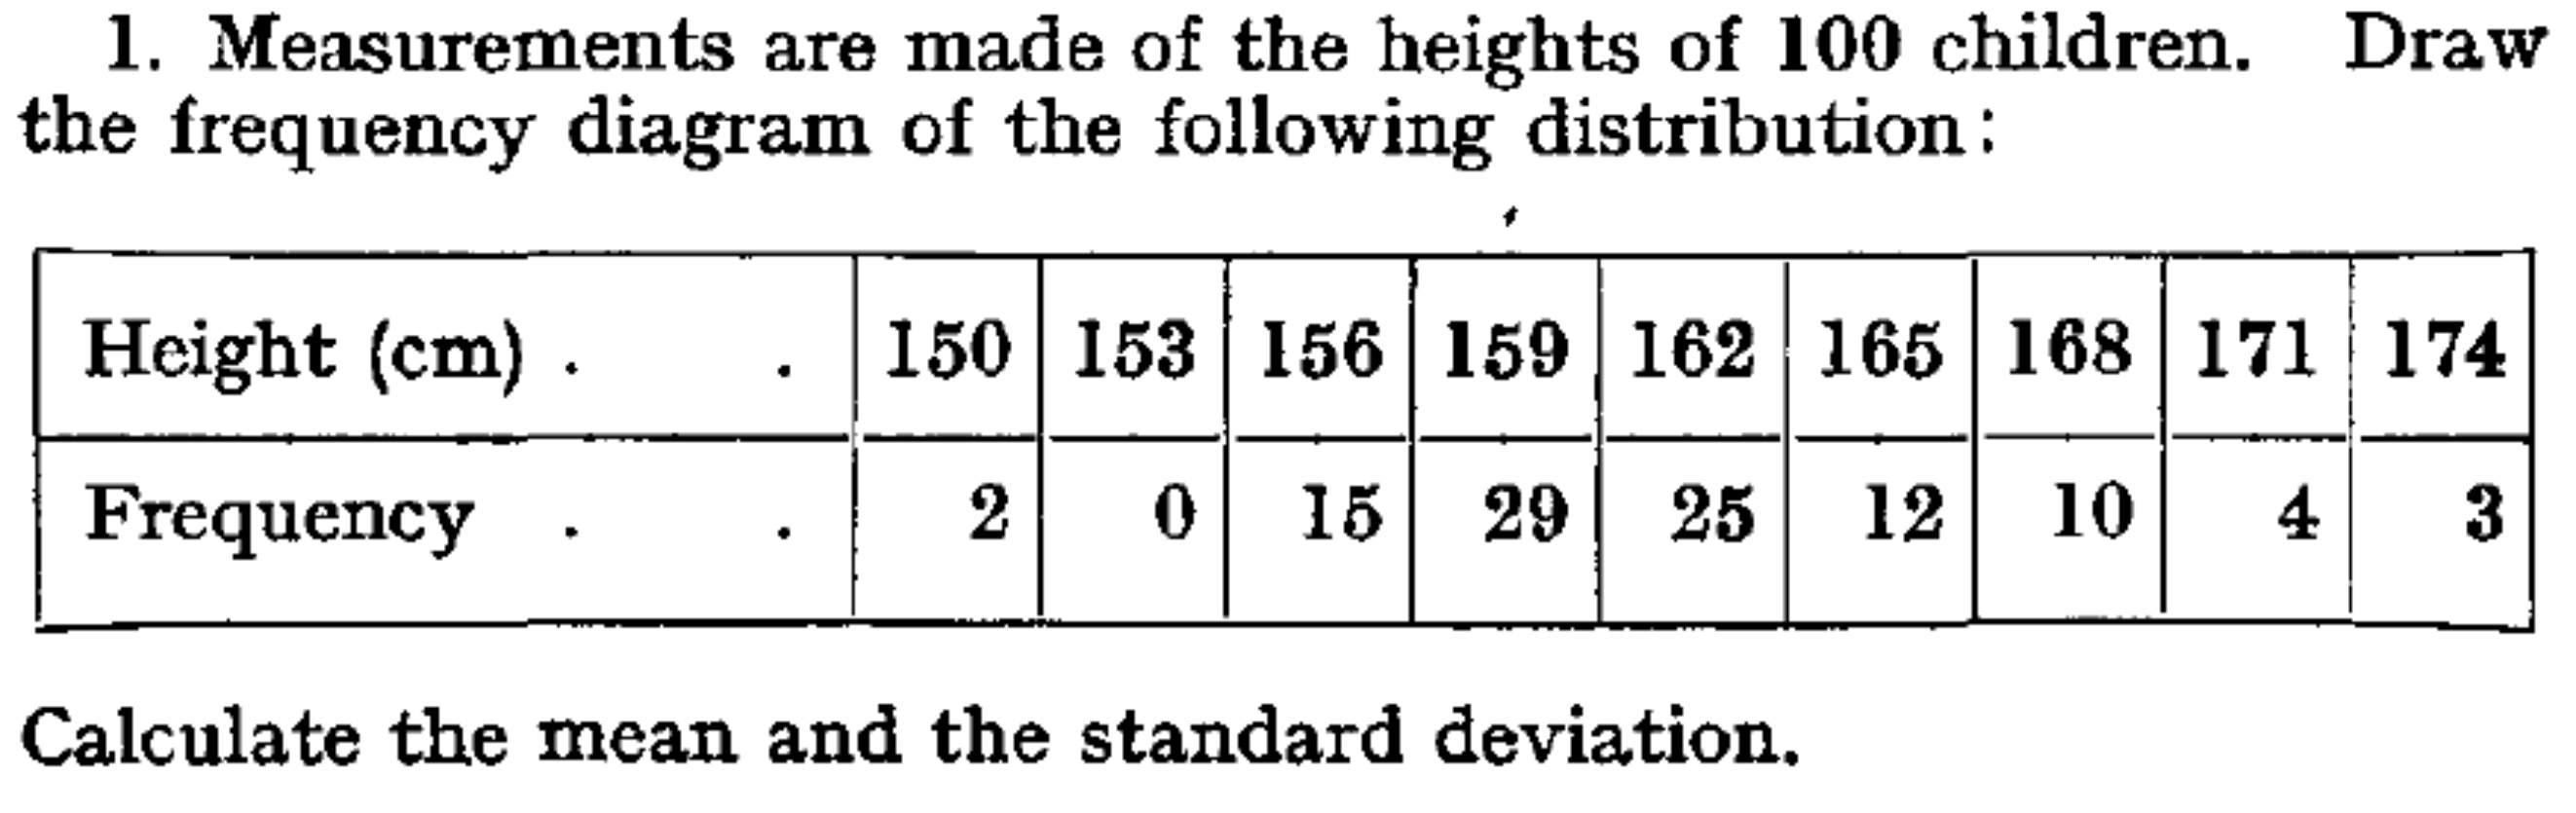 1. Measurements are made of the heights of 100 children. Draw
the frequency diagram of the following distribution:
Height (cm) . . 150 153 156 159 162 165 168 171 174
Frequency . . 2 0 15 29 25 12 10 4 3
Calculate the mean and the standard deviation.